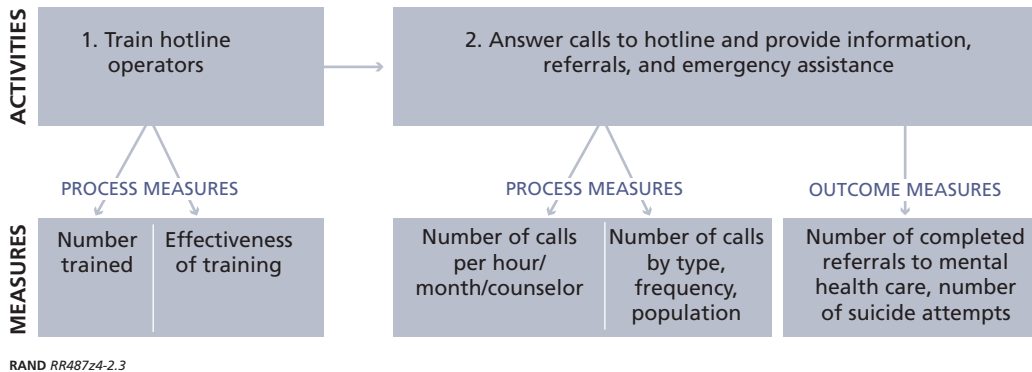 ACTIVITIES
1. Train hotline
operators
2. Answer calls to hotline and provide information,
referrals, and emergency assistance
PROCESS MEASURES
PROCESS MEASURES
OUTCOME MEASURES
MEASURES
Number
trained
Effectiveness
of training
Number of calls
per hour/
month/counselor
Number of calls
by type,
frequency,
population
Number of completed
referrals to mental
health care, number
of suicide attempts
RAND RR487z4-2.3